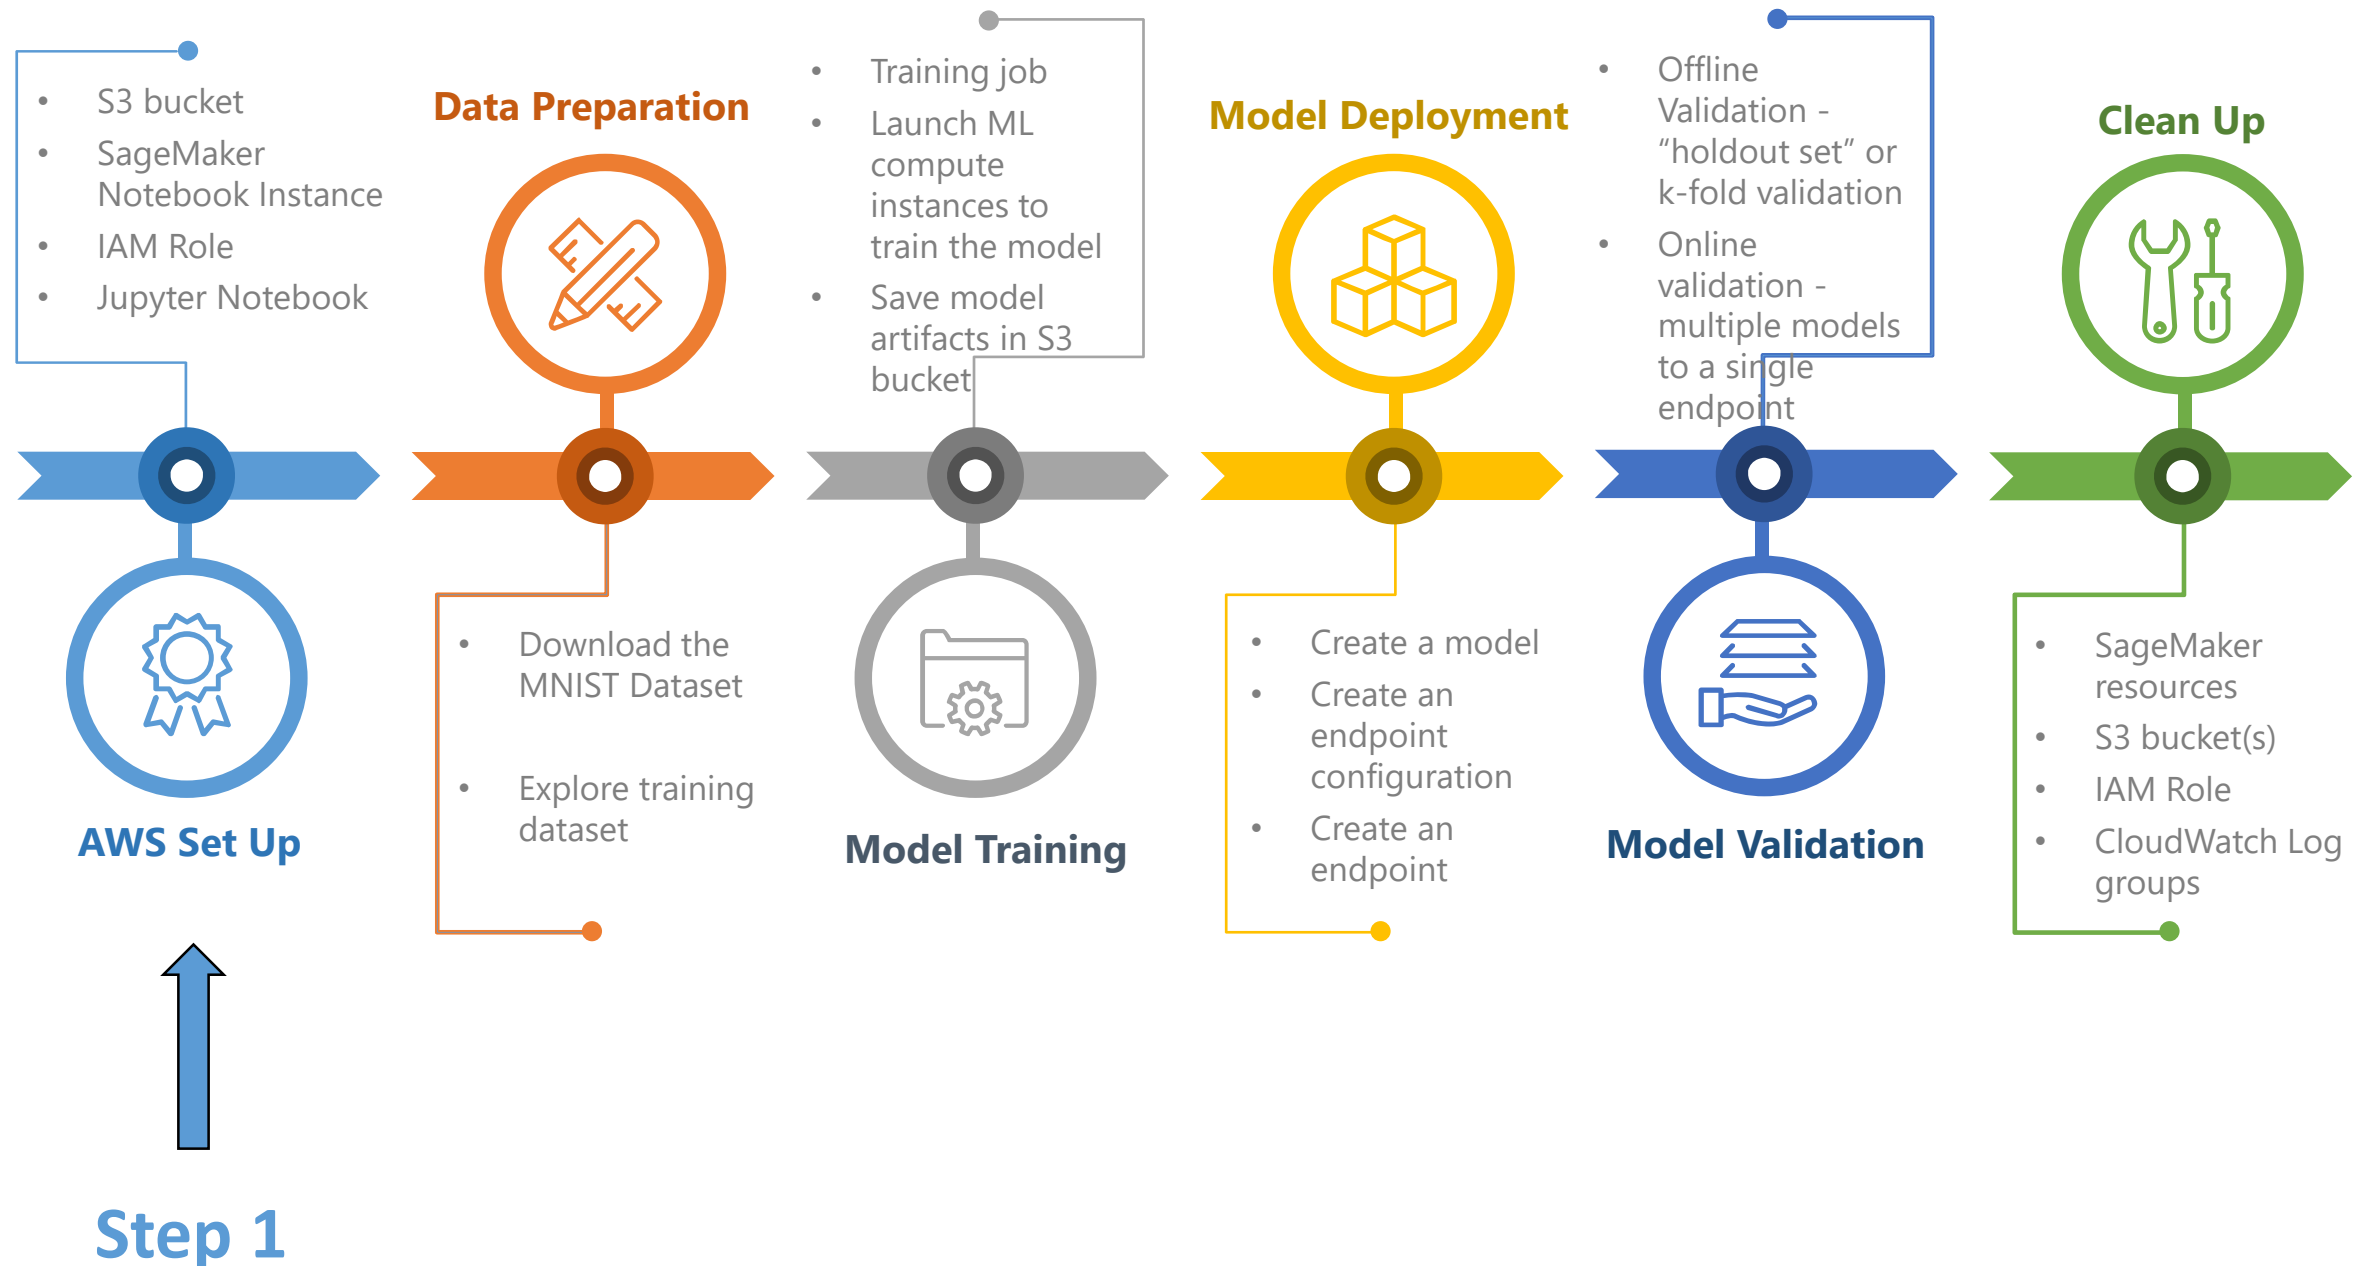 • S3 bucket
• SageMaker
Notebook Instance
• IAM Role
• Jupyter Notebook
AWS Set Up
Data Preparation
• Download the
MNIST Dataset
• Explore training
dataset
• Training job
• Launch ML
compute
instances to
train the model
• Save model
artifacts in S3
bucket
Model Training
Model Deployment
• Create a model
• Create an
endpoint
configuration
• Create an
endpoint
• Offline
Validation -
“holdout set” or
k-fold validation
• Online
validation -
multiple models
to a single
endpoint
Model Validation
Clean Up
• SageMaker
resources
• S3 bucket(s)
• IAM Role
• CloudWatch Log
groups
Step 1